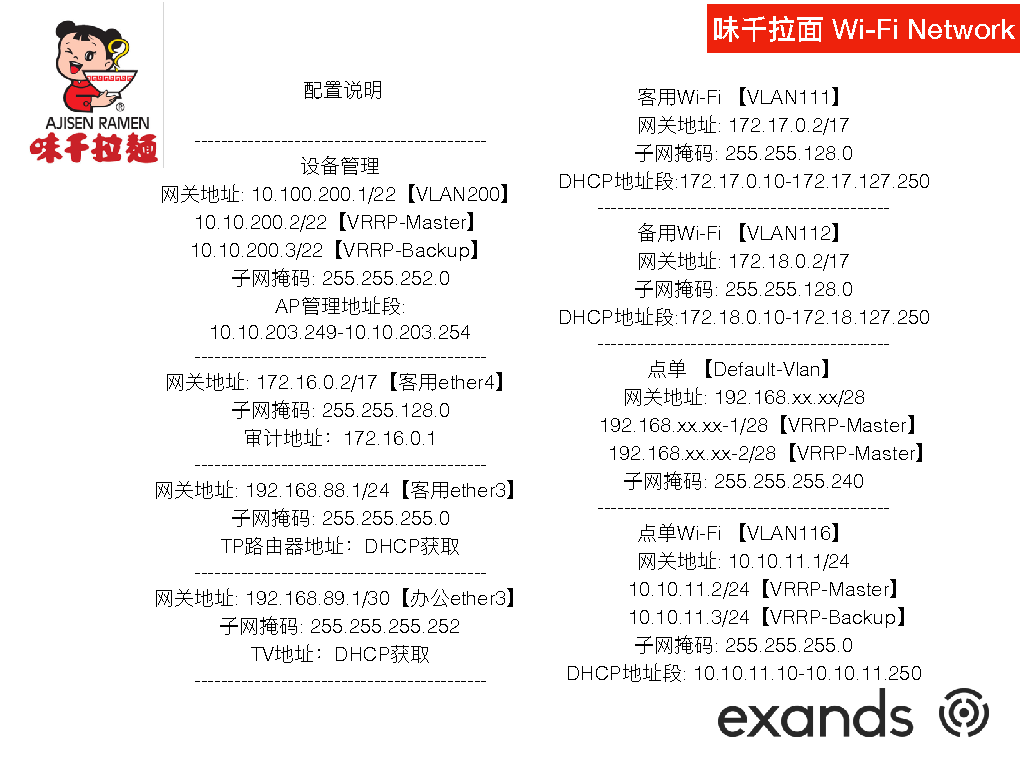 味千拉面 Wi-Fi Network
AJISEN RAMEN
味千拉麺
®
配置说明
--------------------------------------------
设备管理
网关地址: 10.100.200.1/22【VLAN200】
10.10.200.2/22【VRRP-Master】
10.10.200.3/22【VRRP-Backup】
子网掩码: 255.255.252.0
AP管理地址段:
10.10.203.249-10.10.203.254
--------------------------------------------
网关地址: 172.16.0.2/17【客用ether4】
子网掩码: 255.255.128.0
审计地址：172.16.0.1
--------------------------------------------
网关地址: 192.168.88.1/24【客用ether3】
子网掩码: 255.255.255.0
TP路由器地址：DHCP获取
--------------------------------------------
网关地址: 192.168.89.1/30【办公ether3】
子网掩码: 255.255.255.252
TV地址：DHCP获取
--------------------------------------------
客用Wi-Fi 【VLAN111】
网关地址: 172.17.0.2/17
子网掩码: 255.255.128.0
DHCP地址段:172.17.0.10-172.17.127.250
--------------------------------------------
备用Wi-Fi 【VLAN112】
网关地址: 172.18.0.2/17
子网掩码: 255.255.128.0
DHCP地址段:172.18.0.10-172.18.127.250
--------------------------------------------
点单 【Default-Vlan】
网关地址: 192.168.xx.xx/28
192.168.xx.xx-1/28【VRRP-Master】
192.168.xx.xx-2/28【VRRP-Master】
子网掩码: 255.255.255.240
--------------------------------------------
点单Wi-Fi 【VLAN116】
网关地址: 10.10.11.1/24
10.10.11.2/24【VRRP-Master】
10.10.11.3/24【VRRP-Backup】
子网掩码: 255.255.255.0
DHCP地址段: 10.10.11.10-10.10.11.250
exands